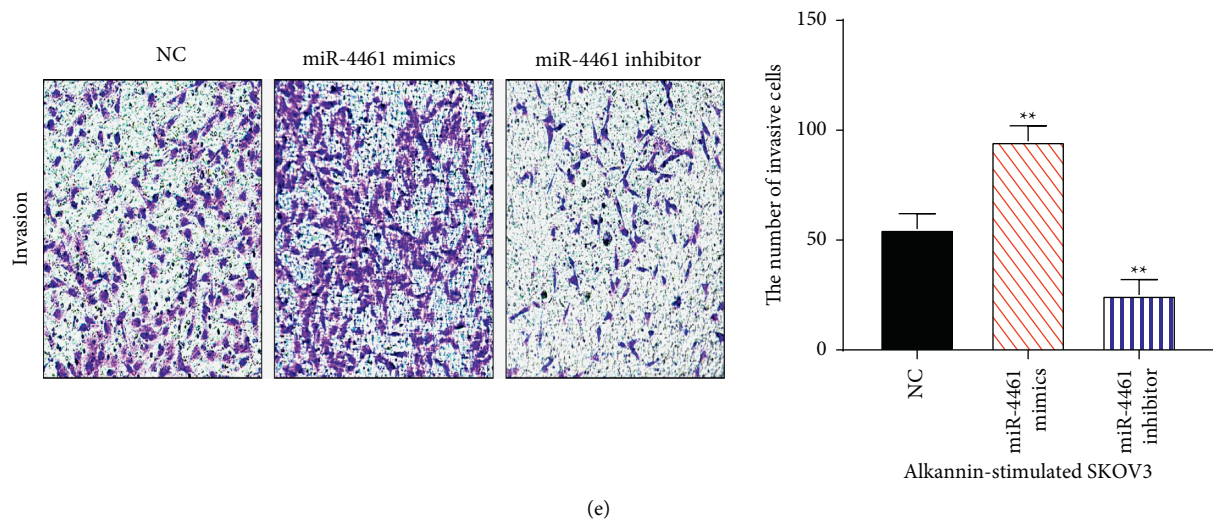 NC
miR-4461 mimics
miR-4461 inhibitor
Invasion
The number of invasive cells
150
100
50
0
**
**
NC
miR-4461
mimics
miR-4461
inhibitor
Alkannin-stimulated SKOV3
(e)